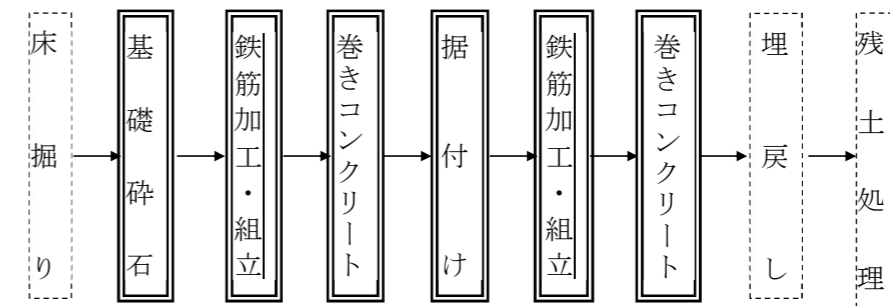 床掘り
基礎砕石
鉄筋加工・組立
巻きコンクリート
据付け
鉄筋加工・組立
巻きコンクリート
埋戻し
残土処理